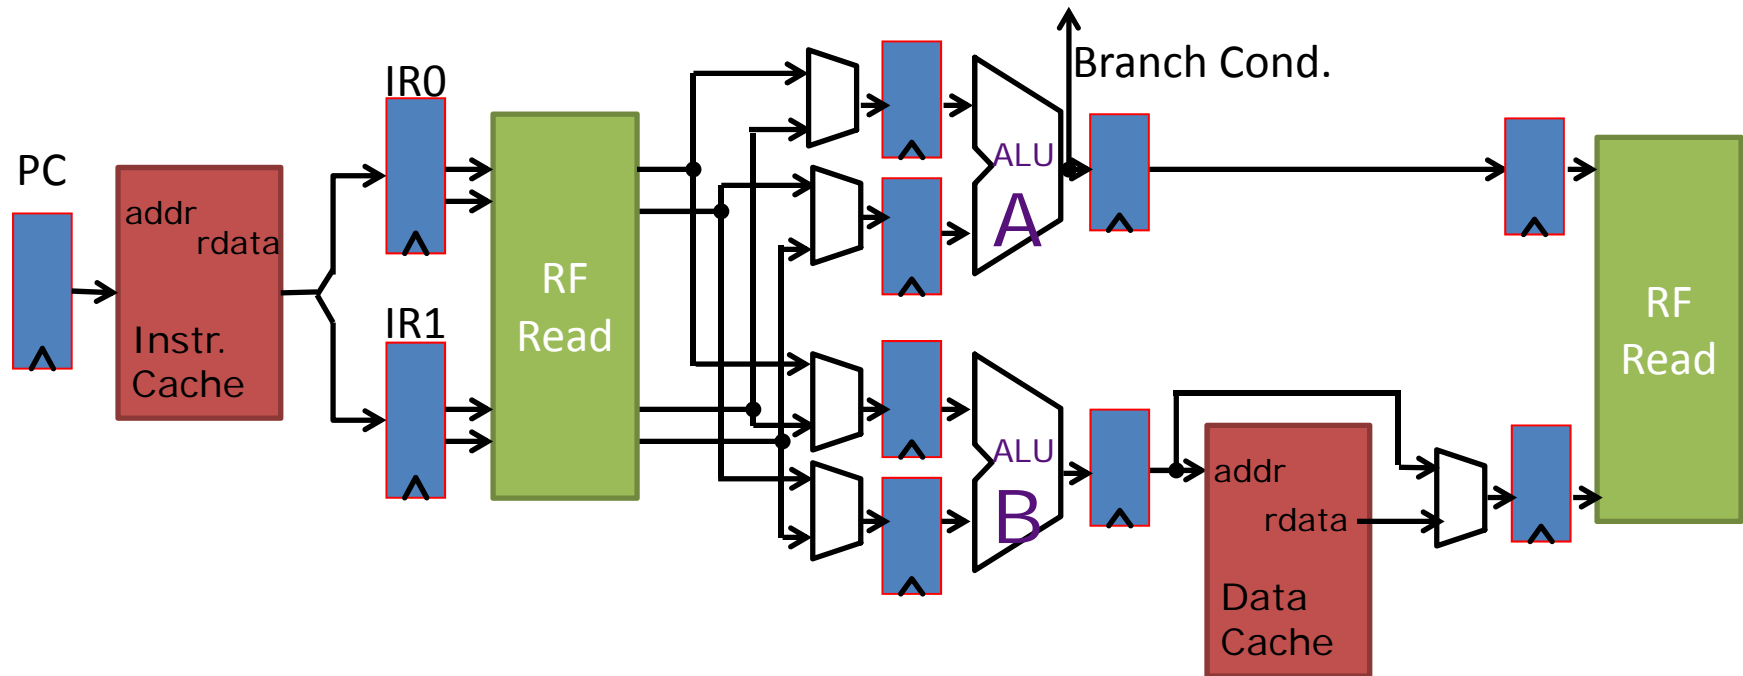 PC
addr
rdata
Instr.
Cache
IR0
IR1
RF
Read
ALU
A
Branch Cond.
ALU
B
addr
rdata
Data
Cache
RF
Read